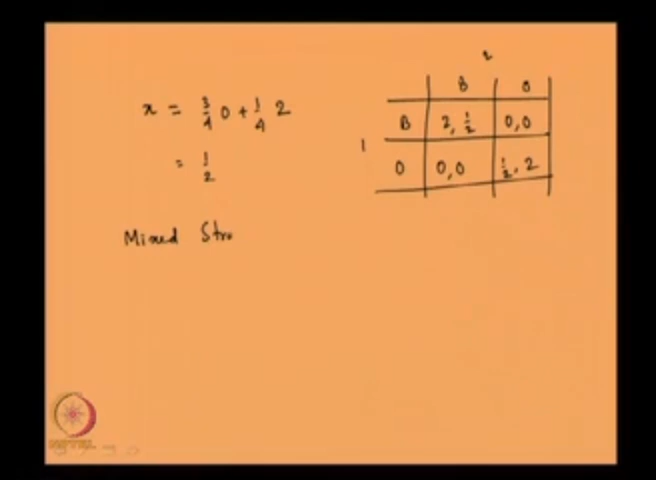 x = 3/4 0 + 1/4 2
= 1/2
2
B O
B 2, 1/2 0,0
1
O 0,0 1/2, 2
Mixed Stra